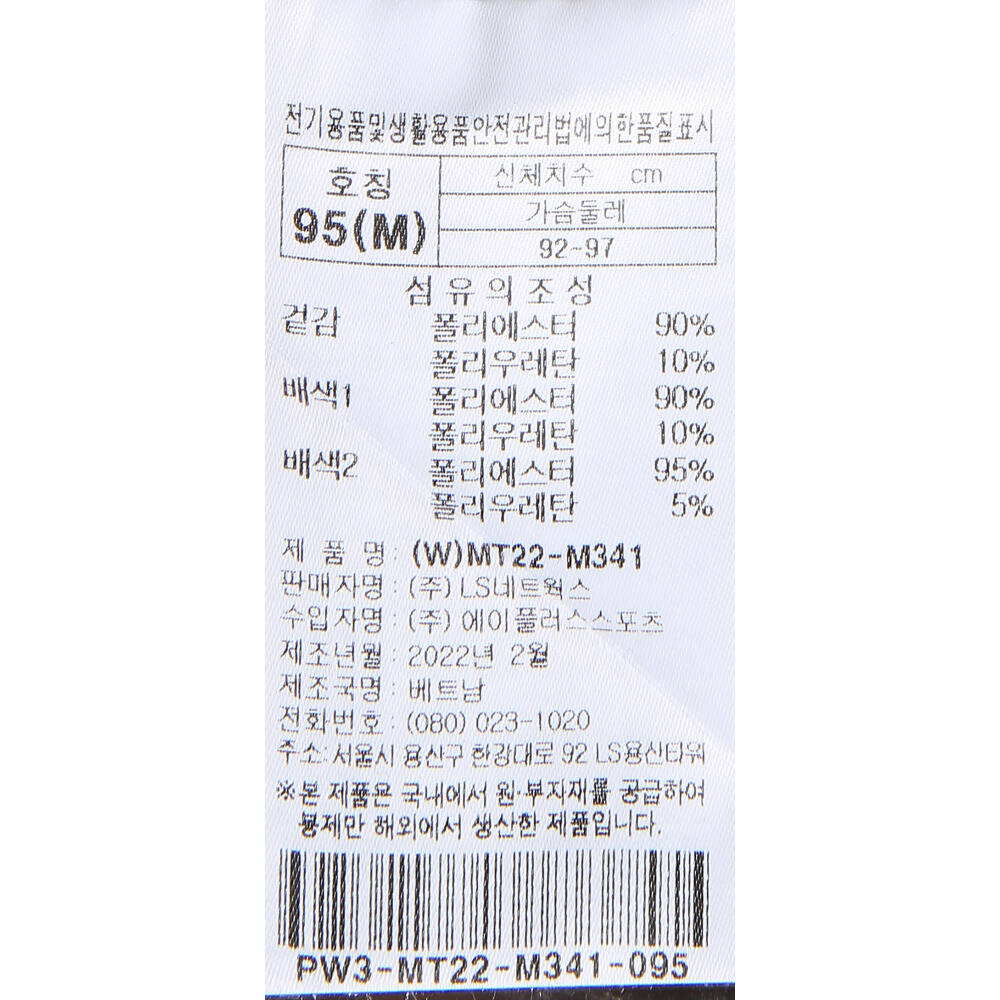 전기용품및생활용품안전관리법에의한품질표시
호칭 신체치수 cm
95(M) 가슴둘레
92-97
섬유의조성
겉감 폴리에스터 90%
폴리우레탄 10%
배색1 폴리에스터 90%
폴리우레탄 10%
배색2 폴리에스터 95%
폴리우레탄 5%
제 품 명 : (W)MT22-M341
판매자명 : (주) LS네트웍스
수입자명 : (주) 에이플러스스포츠
제조년월 : 2022년 2월
제조국명 : 베트남
전화번호 : (080) 023-1020
주소: 서울시 용산구 한강대로 92 LS용산타워
※본 제품은 국내에서 원·부자재를 공급하여
봉제만 해외에서 생산한 제품입니다.
PW3-MT22-M341-095